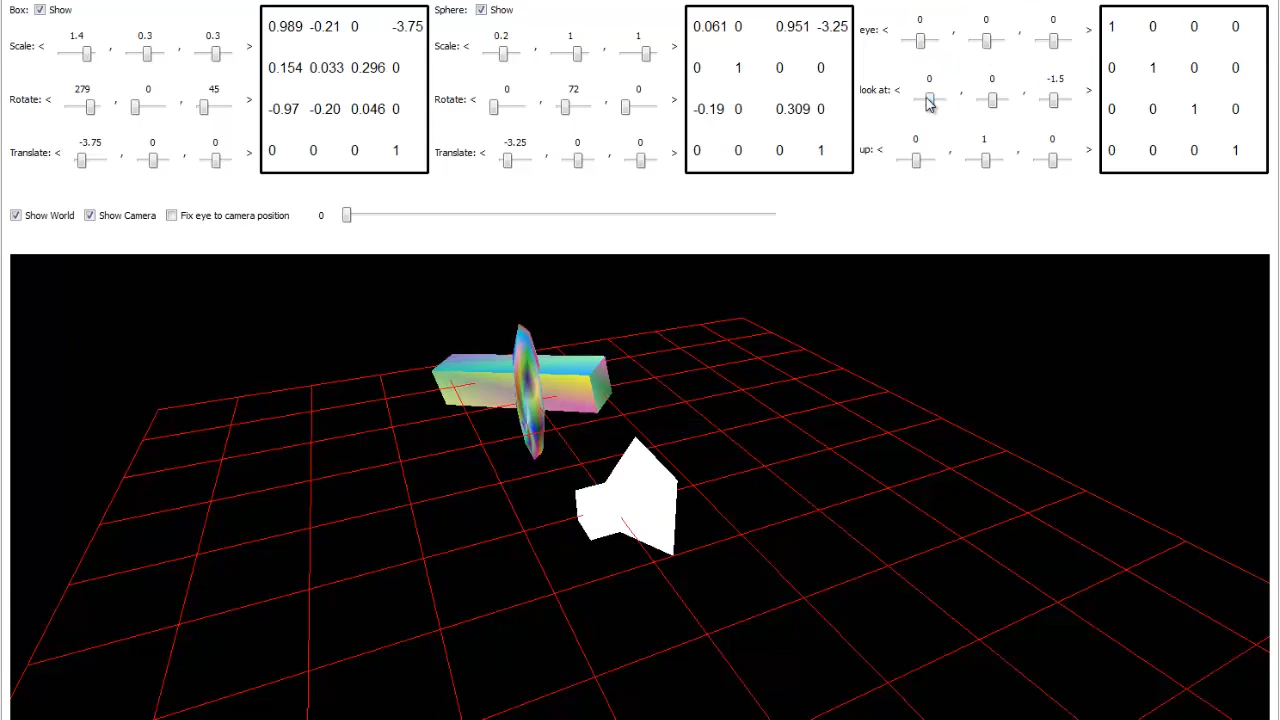 Box: Show
Scale: < 1.4 , 0.3 , 0.3 >
Rotate: < 279 , 0 , 45
Translate: < -3.75 , 0 , 0 >
0.989 -0.21 0 -3.75
0.154 0.033 0.296 0
-0.97 -0.20 0.046 0
0 0 0 1
Sphere: Show
Scale: < 0.2 , 1 , 1 >
Rotate: < 0 , 72 , 0 >
Translate: < -3.25 , 0 , 0 >
0.061 0 0.951 -3.25
0 1 0 0
-0.19 0 0.309 0
0 0 0 1
eye: < 0 , 0 , 0 >
look at: < 0 , 0 , -1.5 >
up: < 0 , 1 , 0 >
1 0 0 0
0 1 0 0
0 0 1 0
0 0 0 1
Show World Show Camera Fix eye to camera position 0